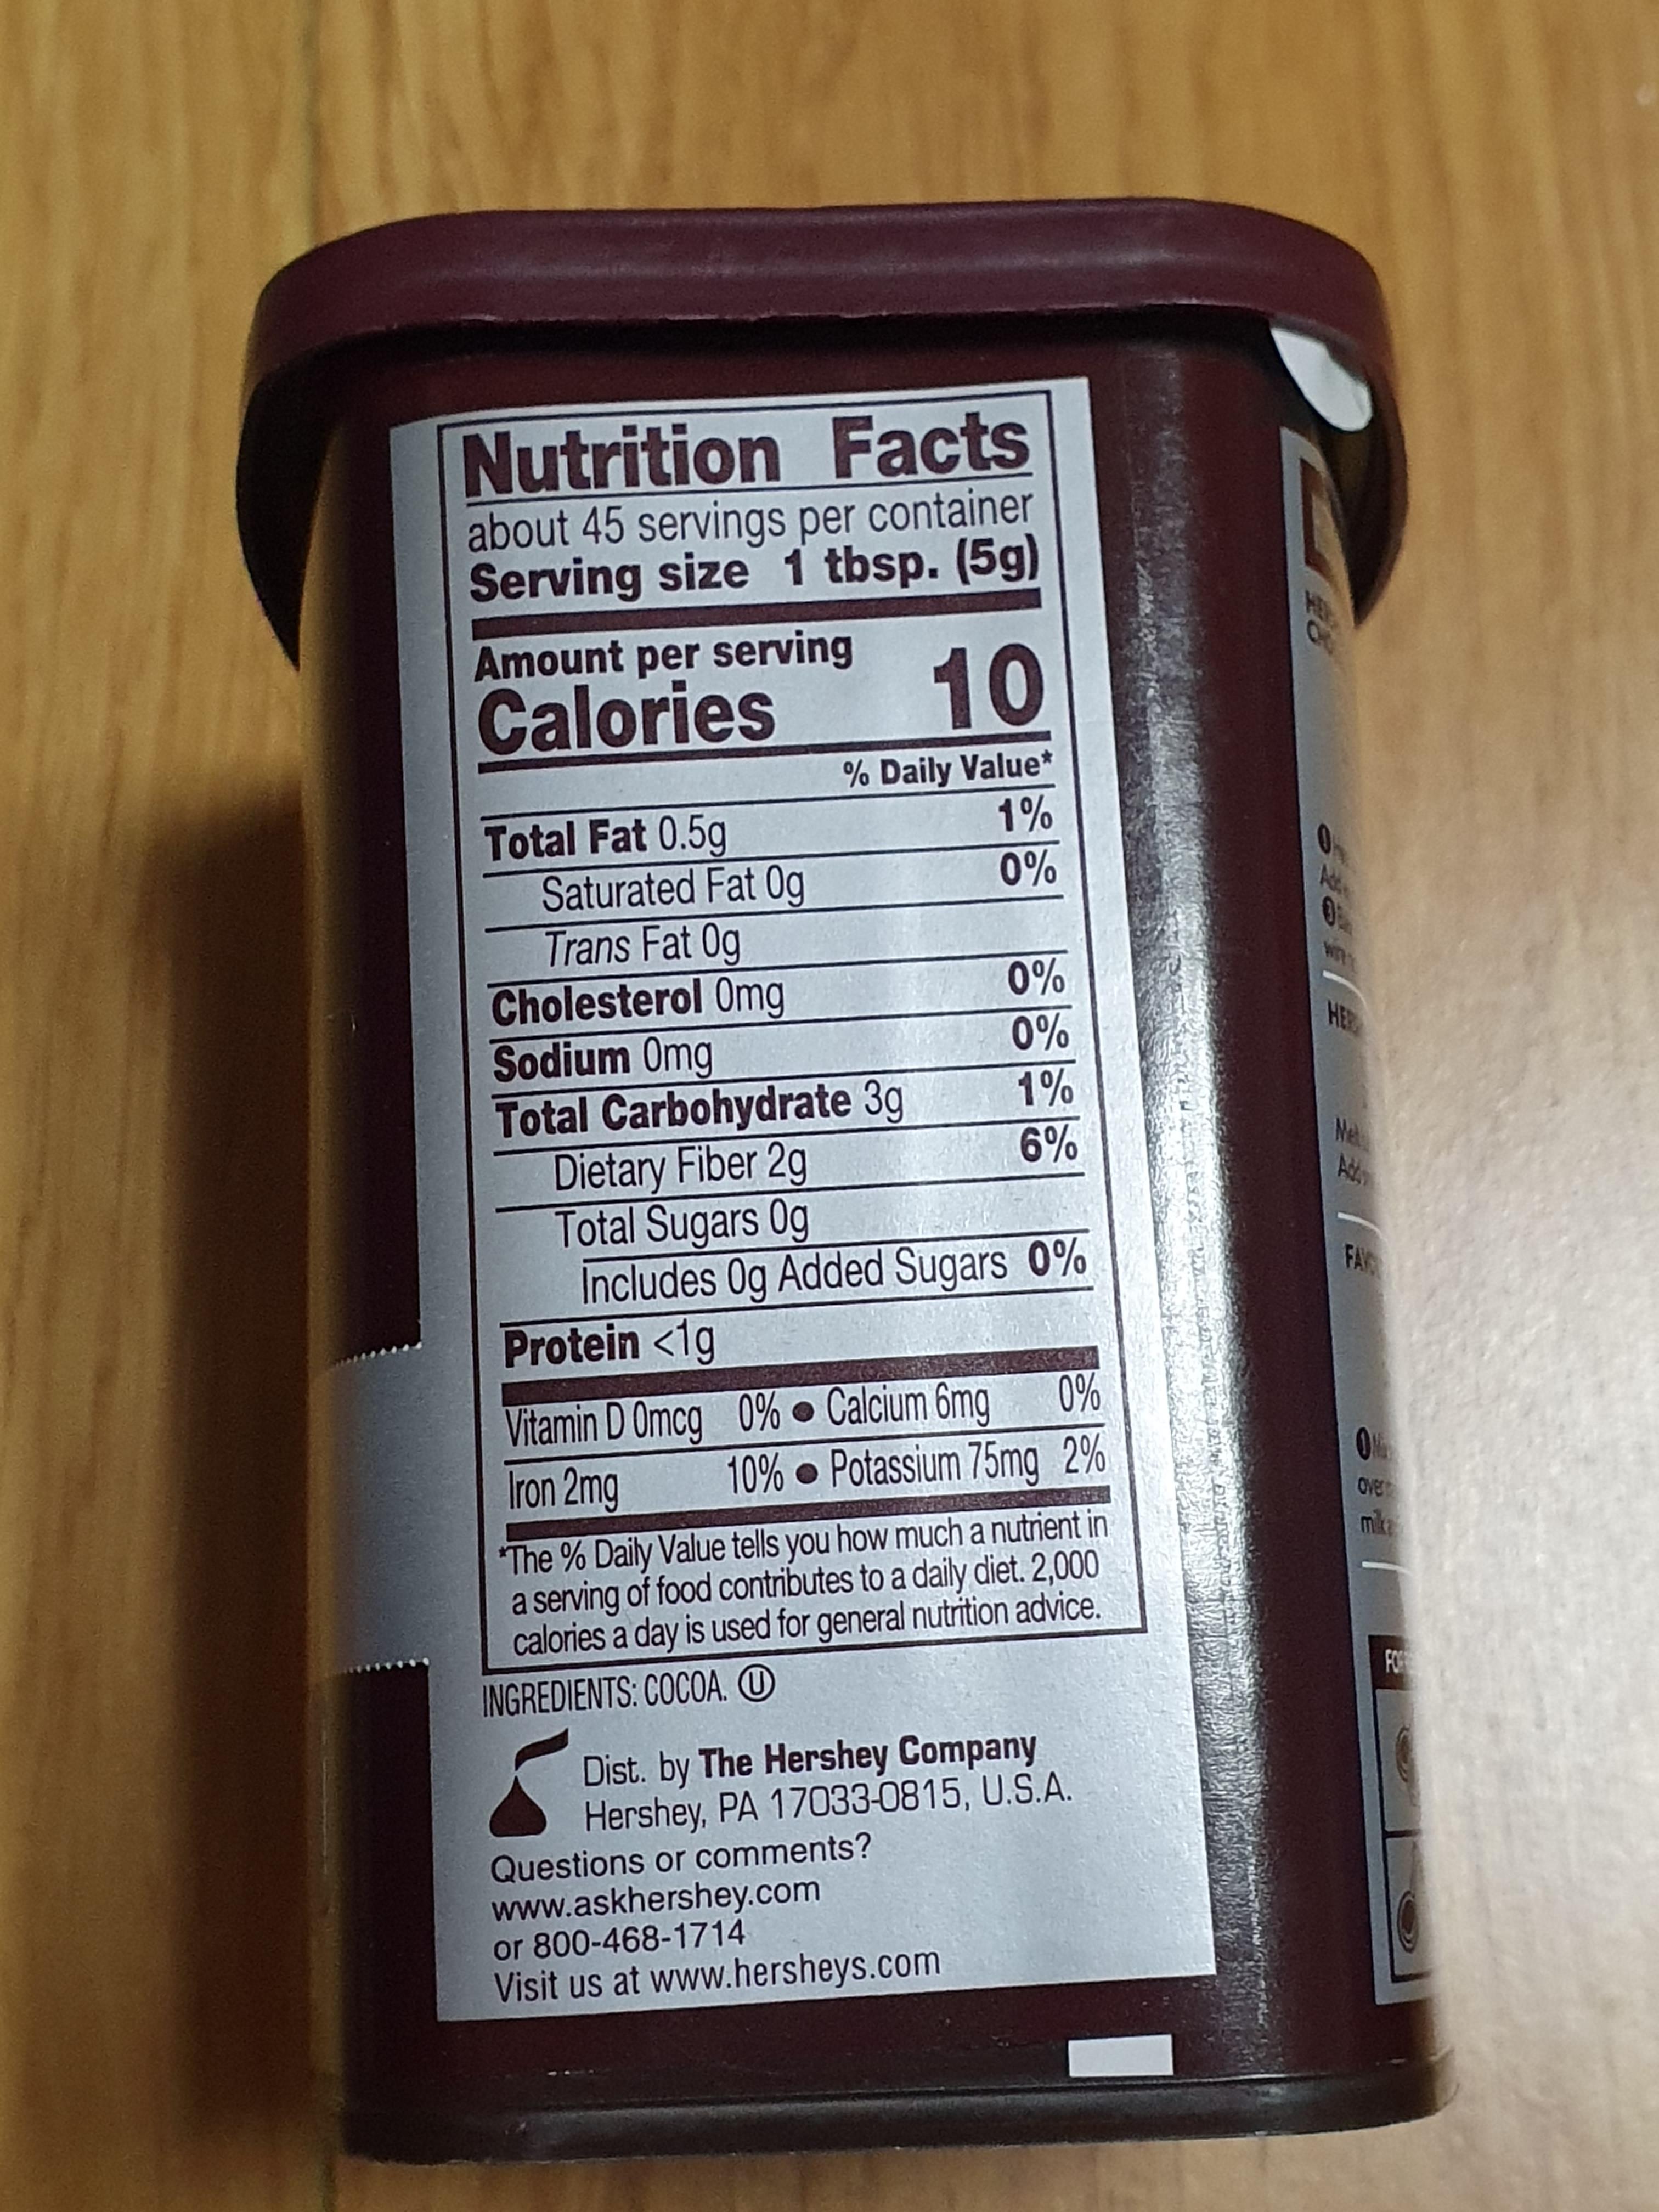 Nutrition Facts
about 45 servings per container
Serving size 1 tbsp. (5g)
Amount per serving
Calories 10
% Daily Value*
Total Fat 0.5g 1%
Saturated Fat 0g 0%
Trans Fat 0g
Cholesterol 0mg 0%
Sodium 0mg 0%
Total Carbohydrate 3g 1%
Dietary Fiber 2g 6%
Total Sugars 0g
Includes 0g Added Sugars 0%
Protein <1g
Vitamin D 0mcg 0% ● Calcium 6mg 0%
Iron 2mg 10% ● Potassium 75mg 2%
*The % Daily Value tells you how much a nutrient in
a serving of food contributes to a daily diet. 2,000
calories a day is used for general nutrition advice.
INGREDIENTS: COCOA. Ⓤ
Dist. by The Hershey Company
Hershey, PA 17033-0815, U.S.A.
Questions or comments?
www.askhershey.com
or 800-468-1714
Visit us at www.hersheys.com